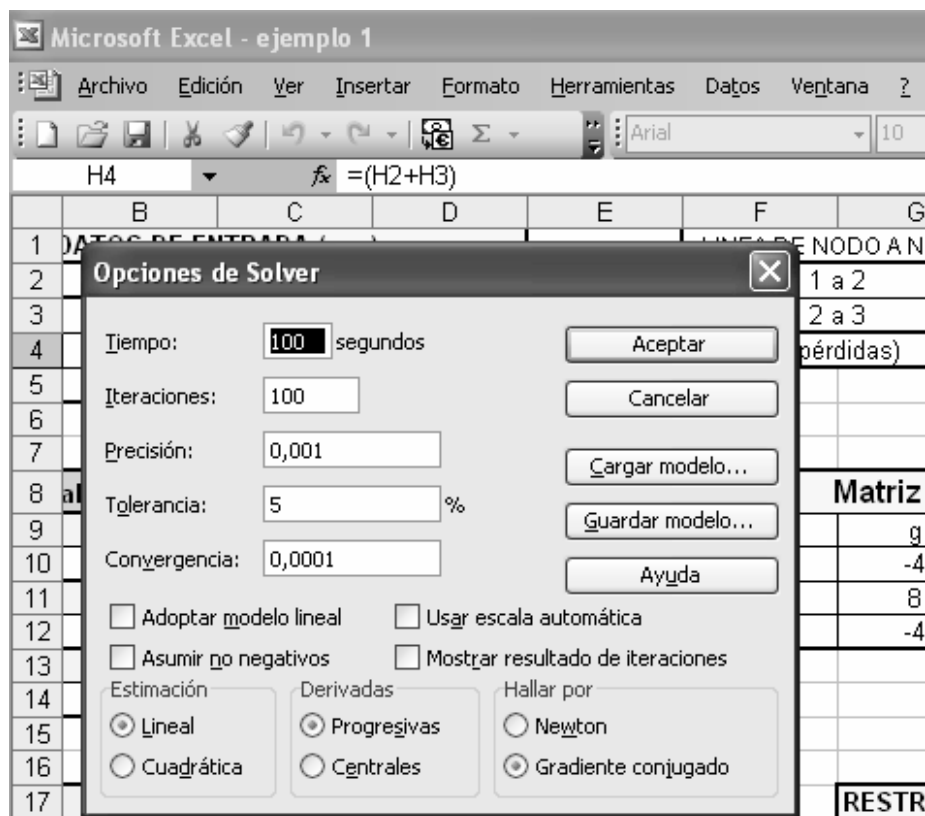 Microsoft Excel - ejemplo 1
Archivo Edición Ver Insertar Formato Herramientas Datos Ventana ?
Arial 10
H4 fx =(H2+H3)
B C D E F G
1 DATOS DE ENTRADA E NODO A N
2 1 a 2
3 2 a 3
4 pérdidas)
5
6
7
8 Matriz
9 g
10 -4
11 8
12 -4
13
14
15
16
17 RESTR
Opciones de Solver
Tiempo: 100 segundos
Iteraciones: 100
Precisión: 0,001
Tolerancia: 5 %
Convergencia: 0,0001
Aceptar
Cancelar
Cargar modelo...
Guardar modelo...
Ayuda
Adoptar modelo lineal
Usar escala automática
Asumir no negativos
Mostrar resultado de iteraciones
Estimación
Lineal
Cuadrática
Derivadas
Progresivas
Centrales
Hallar por
Newton
Gradiente conjugado